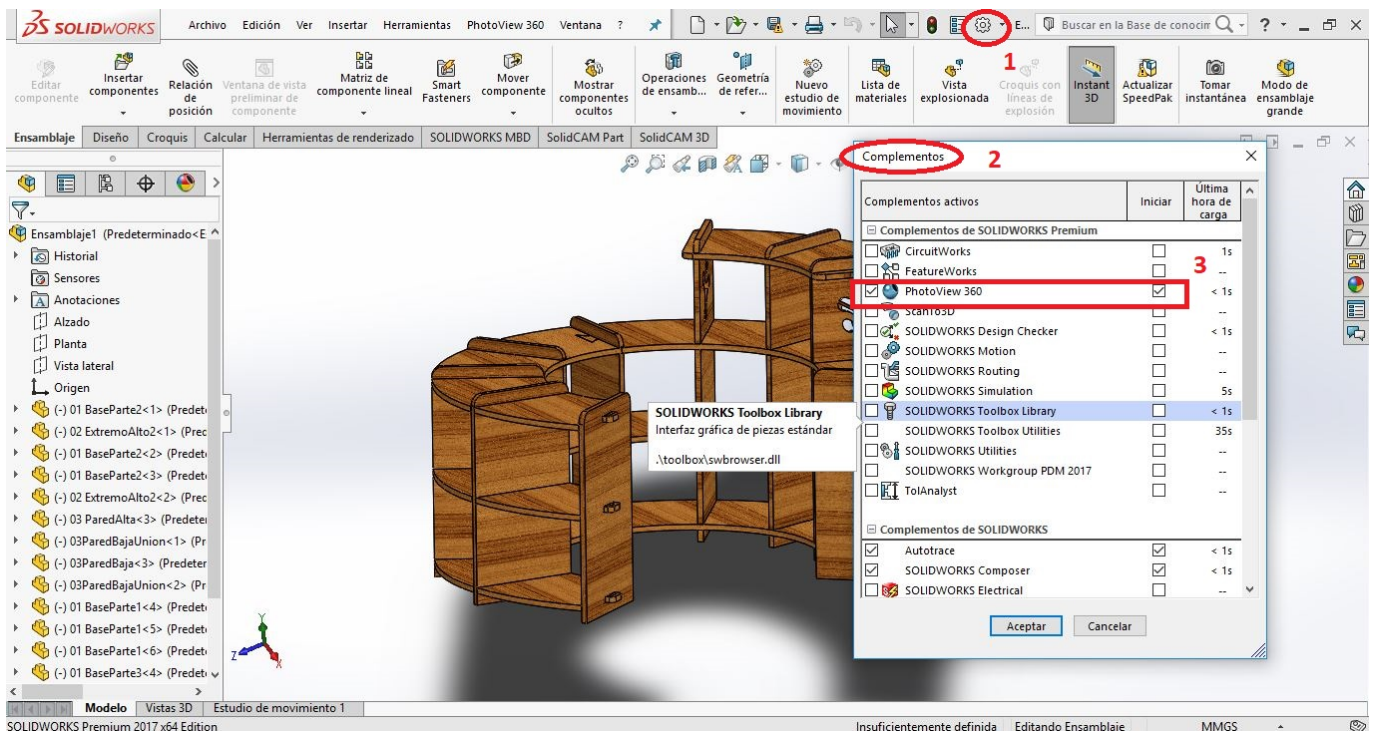 SOLIDWORKS Archivo Edición Ver Insertar Herramientas PhotoView 360 Ventana ? E... Buscar en la Base de conocim ?
1
Editar componente
Insertar componentes
Relación de posición
Ventana de vista preliminar de componente
Matriz de componente lineal
Smart Fasteners
Mover componente
Mostrar componentes ocultos
Operaciones de ensamb...
Geometría de refer...
Nuevo estudio de movimiento
Lista de materiales
Vista explosionada
Croquis con líneas de explosión
Instant 3D
Actualizar SpeedPak
Tomar instantánea
Modo de ensamblaje grande
Ensamblaje Diseño Croquis Calcular Herramientas de renderizado SOLIDWORKS MBD SolidCAM Part SolidCAM 3D
Ensamblaje1 (Predeterminado<E
Historial
Sensores
Anotaciones
Alzado
Planta
Vista lateral
Origen
(-) 01 BaseParte2<1> (Predet
(-) 02 ExtremoAlto2<1> (Prec
(-) 01 BaseParte2<2> (Predet
(-) 01 BaseParte2<3> (Predet
(-) 02 ExtremoAlto2<2> (Prec
(-) 03 ParedAlta<3> (Predeter
(-) 03ParedBajaUnion<1> (Pr
(-) 03ParedBaja<3> (Predeter
(-) 03ParedBajaUnion<2> (Pr
(-) 01 BaseParte1<4> (Predet
(-) 01 BaseParte1<5> (Predet
(-) 01 BaseParte1<6> (Predet
(-) 01 BaseParte3<4> (Predet
Y
Z
X
SOLIDWORKS Toolbox Library
Interfaz gráfica de piezas estándar
.\toolbox\swbrowser.dll
Complementos 2
Complementos activos Iniciar Última hora de carga
Complementos de SOLIDWORKS Premium
CircuitWorks 1s
FeatureWorks --
3
PhotoView 360 < 1s
ScanTo3D --
SOLIDWORKS Design Checker < 1s
SOLIDWORKS Motion --
SOLIDWORKS Routing --
SOLIDWORKS Simulation 5s
SOLIDWORKS Toolbox Library < 1s
SOLIDWORKS Toolbox Utilities 35s
SOLIDWORKS Utilities --
SOLIDWORKS Workgroup PDM 2017 --
TolAnalyst --
Complementos de SOLIDWORKS
Autotrace < 1s
SOLIDWORKS Composer < 1s
SOLIDWORKS Electrical --
Aceptar Cancelar
Modelo Vistas 3D Estudio de movimiento 1
SOLIDWORKS Premium 2017 x64 Edition Insuficientemente definida Editando Ensamblaje MMGS